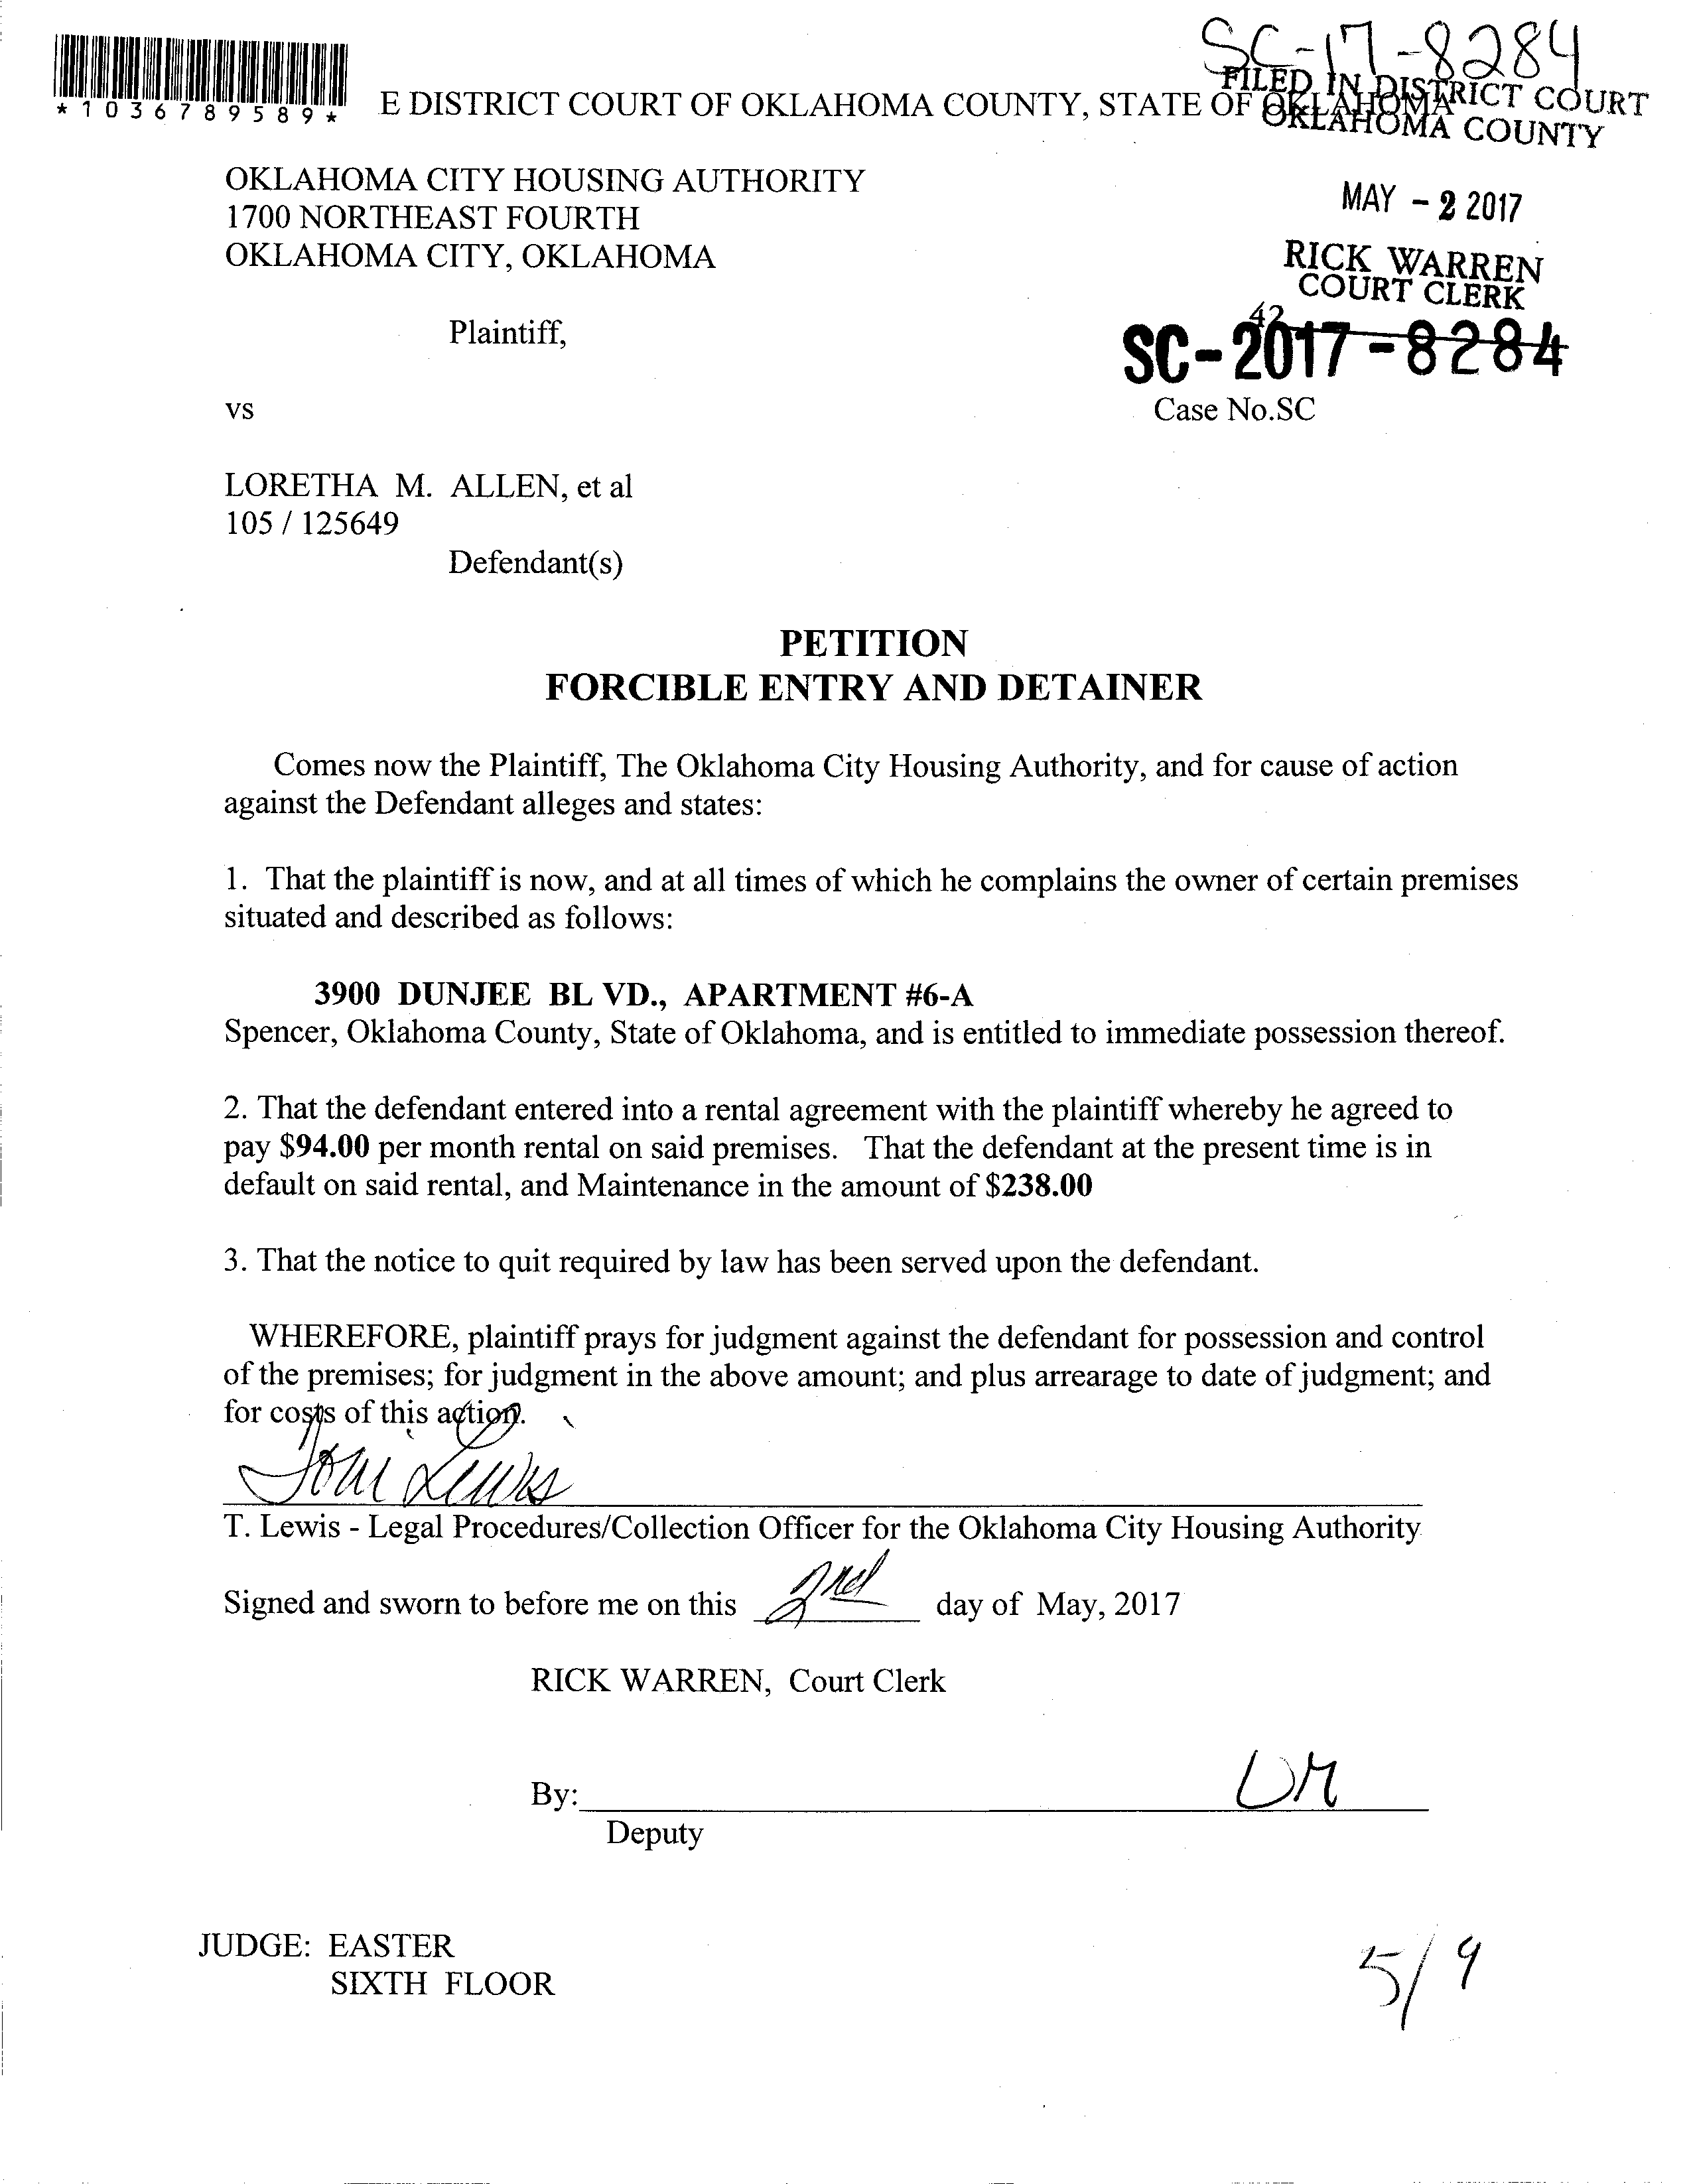 SC-17-8284
*1036789589*
E DISTRICT COURT OF OKLAHOMA COUNTY, STATE OF OKLAHOMA
FILED IN DISTRICT COURT
OKLAHOMA COUNTY
OKLAHOMA CITY HOUSING AUTHORITY
1700 NORTHEAST FOURTH
OKLAHOMA CITY, OKLAHOMA
MAY - 2 2017
RICK WARREN
COURT CLERK
42
Plaintiff,
SC-2017-8284
vs
Case No.SC
LORETHA M. ALLEN, et al
105 / 125649
Defendant(s)
PETITION
FORCIBLE ENTRY AND DETAINER
Comes now the Plaintiff, The Oklahoma City Housing Authority, and for cause of action
against the Defendant alleges and states:
1. That the plaintiff is now, and at all times of which he complains the owner of certain premises
situated and described as follows:
3900 DUNJEE BL VD., APARTMENT #6-A
Spencer, Oklahoma County, State of Oklahoma, and is entitled to immediate possession thereof.
2. That the defendant entered into a rental agreement with the plaintiff whereby he agreed to
pay $94.00 per month rental on said premises. That the defendant at the present time is in
default on said rental, and Maintenance in the amount of $238.00
3. That the notice to quit required by law has been served upon the defendant.
WHEREFORE, plaintiff prays for judgment against the defendant for possession and control
of the premises; for judgment in the above amount; and plus arrearage to date of judgment; and
for costs of this action.
Toni Lewis
T. Lewis - Legal Procedures/Collection Officer for the Oklahoma City Housing Authority
Signed and sworn to before me on this 2nd day of May, 2017
RICK WARREN, Court Clerk
By:
Deputy
JUDGE: EASTER
SIXTH FLOOR
5/9